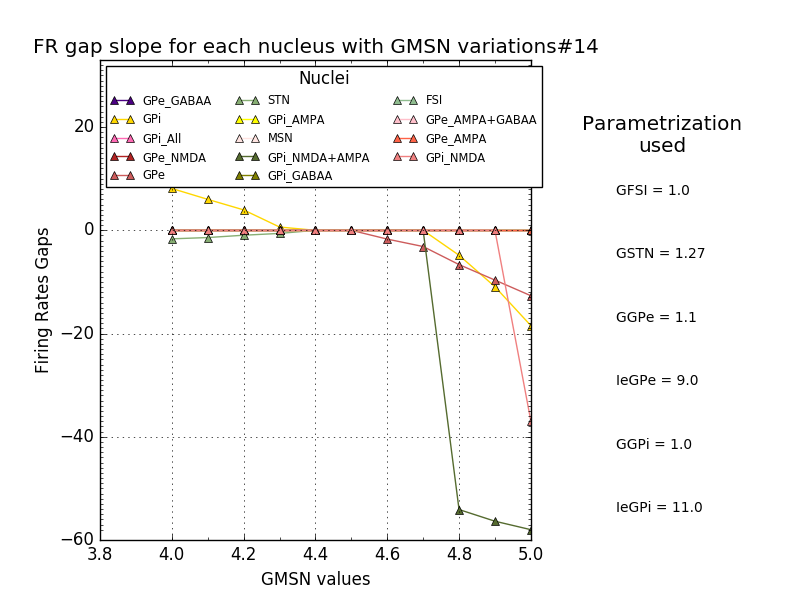 FR gap slope for each nucleus with GMSN variations#14
Nuclei
GPe_GABAA
GPi
GPi_All
GPe_NMDA
GPe
STN
GPi_AMPA
MSN
GPi_NMDA+AMPA
GPi_GABAA
FSI
GPe_AMPA+GABAA
GPe_AMPA
GPi_NMDA
20
0
−20
−40
−60
Firing Rates Gaps
3.8 4.0 4.2 4.4 4.6 4.8 5.0
GMSN values
Parametrization
used
GFSI = 1.0
GSTN = 1.27
GGPe = 1.1
IeGPe = 9.0
GGPi = 1.0
IeGPi = 11.0